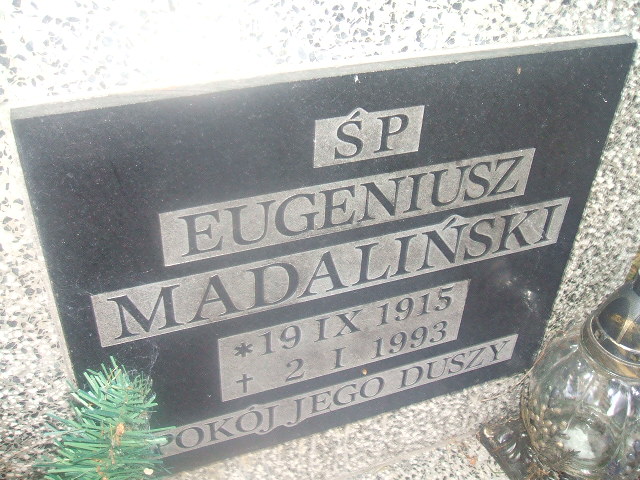 ŚP
EUGENIUSZ
MADALIŃSKI
* 19 IX 1915
† 2 I 1993
POKÓJ JEGO DUSZY